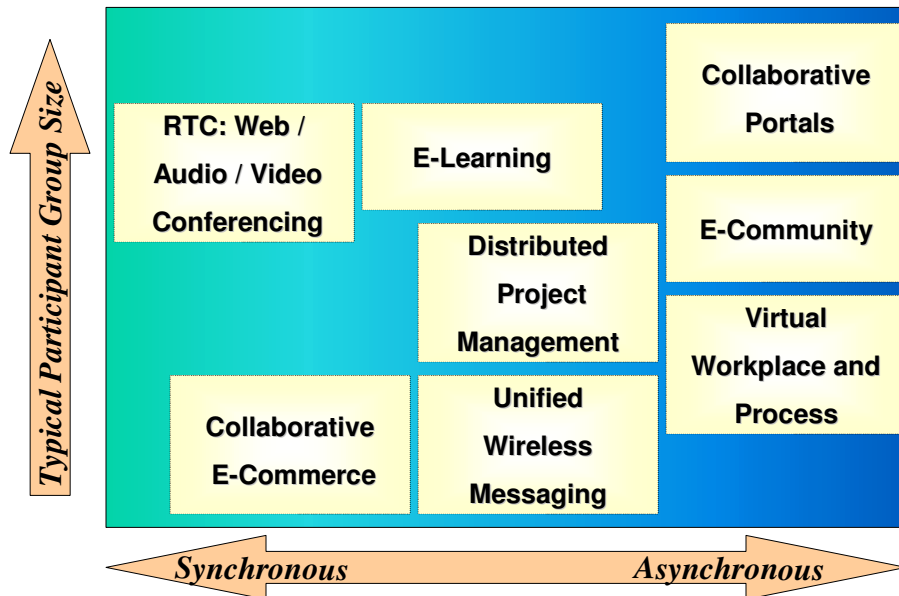 Typical Participant Group Size
RTC: Web /
Audio / Video
Conferencing
E-Learning
Collaborative
Portals
Distributed
Project
Management
E-Community
Virtual
Workplace and
Process
Collaborative
E-Commerce
Unified
Wireless
Messaging
Synchronous
Asynchronous